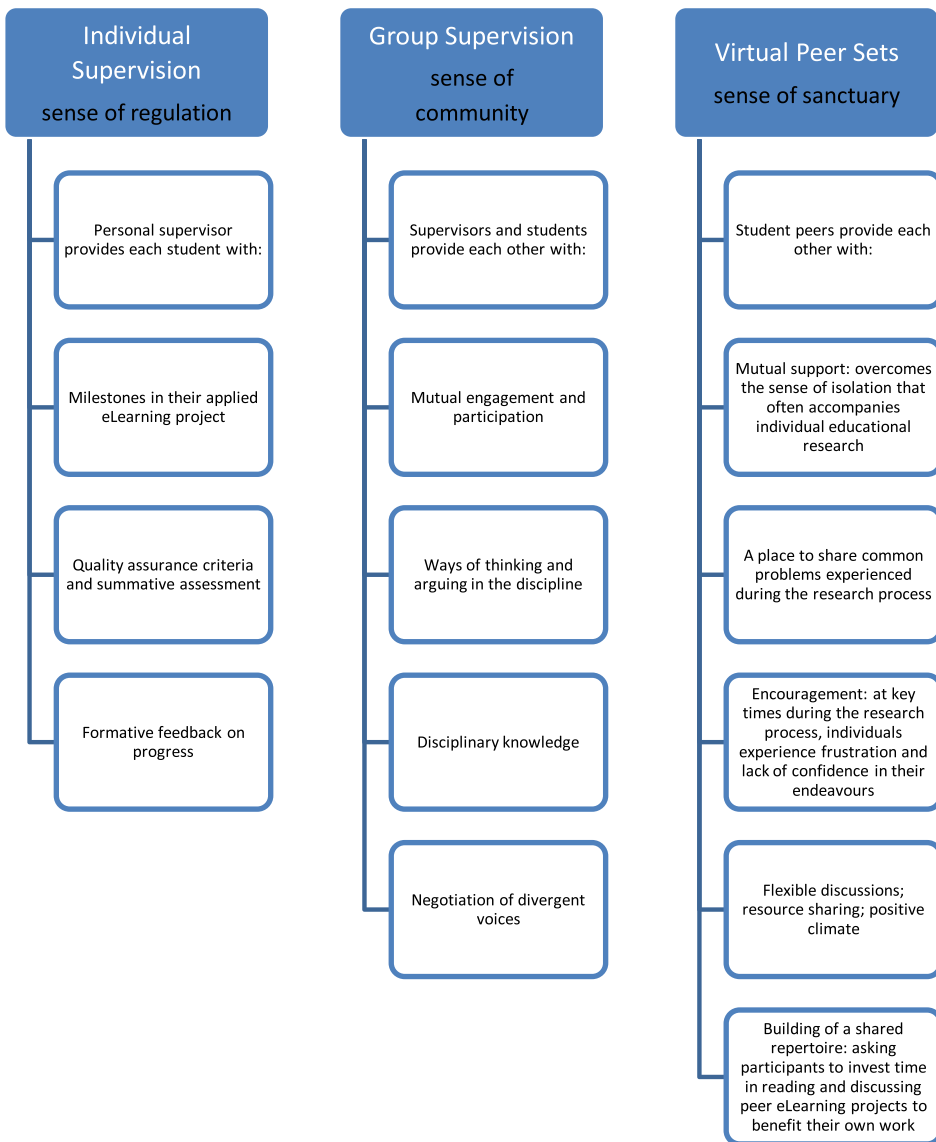 Individual
Supervision
sense of regulation
Personal supervisor
provides each student with:
Milestones in their applied
eLearning project
Quality assurance criteria
and summative assessment
Formative feedback on
progress
Group Supervision
sense of
community
Supervisors and students
provide each other with:
Mutual engagement and
participation
Ways of thinking and
arguing in the discipline
Disciplinary knowledge
Negotiation of divergent
voices
Virtual Peer Sets
sense of sanctuary
Student peers provide each
other with:
Mutual support: overcomes
the sense of isolation that
often accompanies
individual educational
research
A place to share common
problems experienced
during the research process
Encouragement: at key
times during the research
process, individuals
experience frustration and
lack of confidence in their
endeavours
Flexible discussions;
resource sharing; positive
climate
Building of a shared
repertoire: asking
participants to invest time
in reading and discussing
peer eLearning projects to
benefit their own work